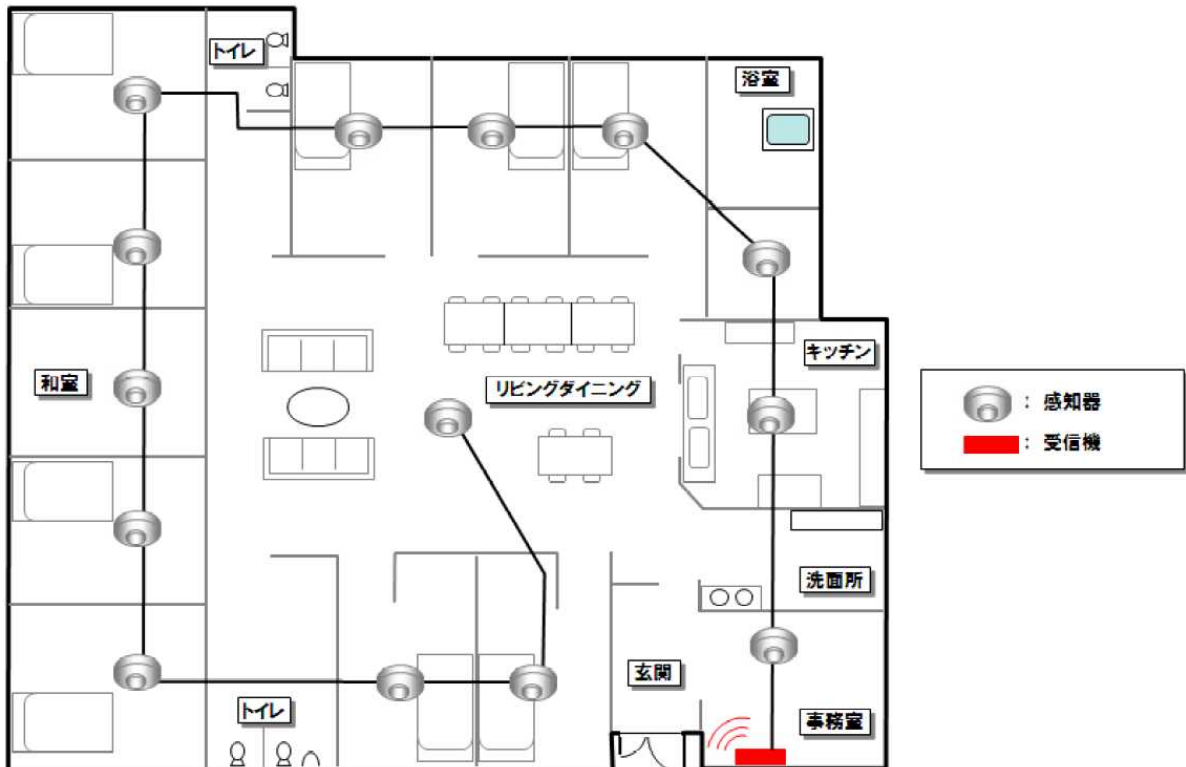 トイレ
浴室
キッチン
和室
リビングダイニング
：感知器
：受信機
洗面所
玄関
トイレ
事務室